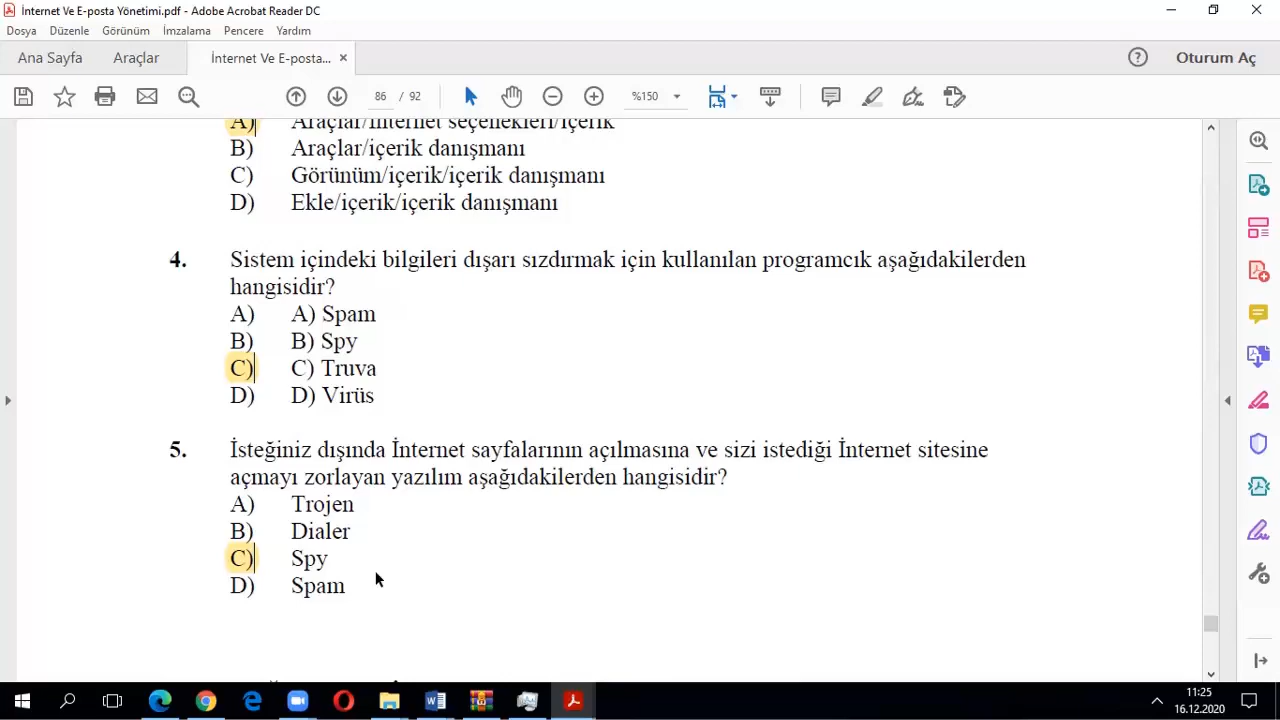 İnternet Ve E-posta Yönetimi.pdf - Adobe Acrobat Reader DC
Dosya Düzenle Görünüm İmzalama Pencere Yardım
Ana Sayfa Araçlar İnternet Ve E-posta... × Oturum Aç
86 / 92 %150
A) Araçlar/İnternet seçenekleri/içerik
B) Araçlar/içerik danışmanı
C) Görünüm/içerik/içerik danışmanı
D) Ekle/içerik/içerik danışmanı
4. Sistem içindeki bilgileri dışarı sızdırmak için kullanılan programcık aşağıdakilerden
hangisidir?
A) A) Spam
B) B) Spy
C) C) Truva
D) D) Virüs
5. İsteğiniz dışında İnternet sayfalarının açılmasına ve sizi istediği İnternet sitesine
açmayı zorlayan yazılım aşağıdakilerden hangisidir?
A) Trojen
B) Dialer
C) Spy
D) Spam
11:25
16.12.2020